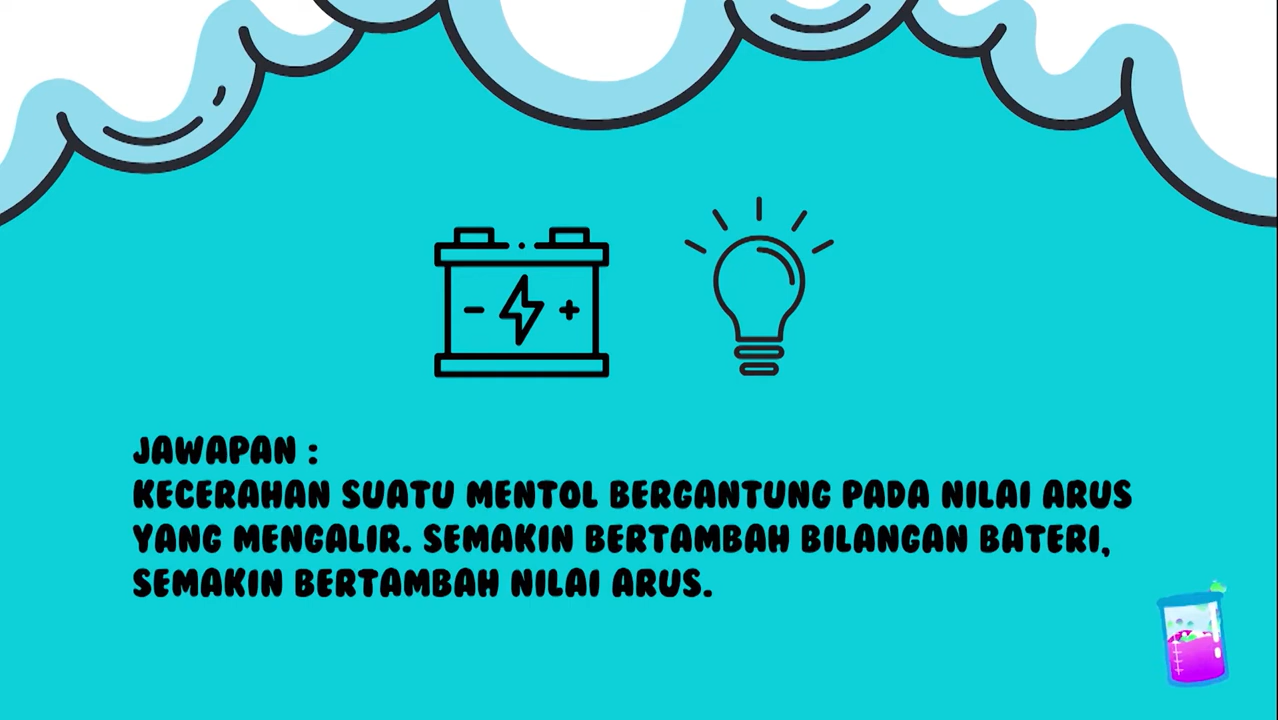 JAWAPAN :
KECERAHAN SUATU MENTOL BERGANTUNG PADA NILAI ARUS
YANG MENGALIR. SEMAKIN BERTAMBAH BILANGAN BATERI,
SEMAKIN BERTAMBAH NILAI ARUS.